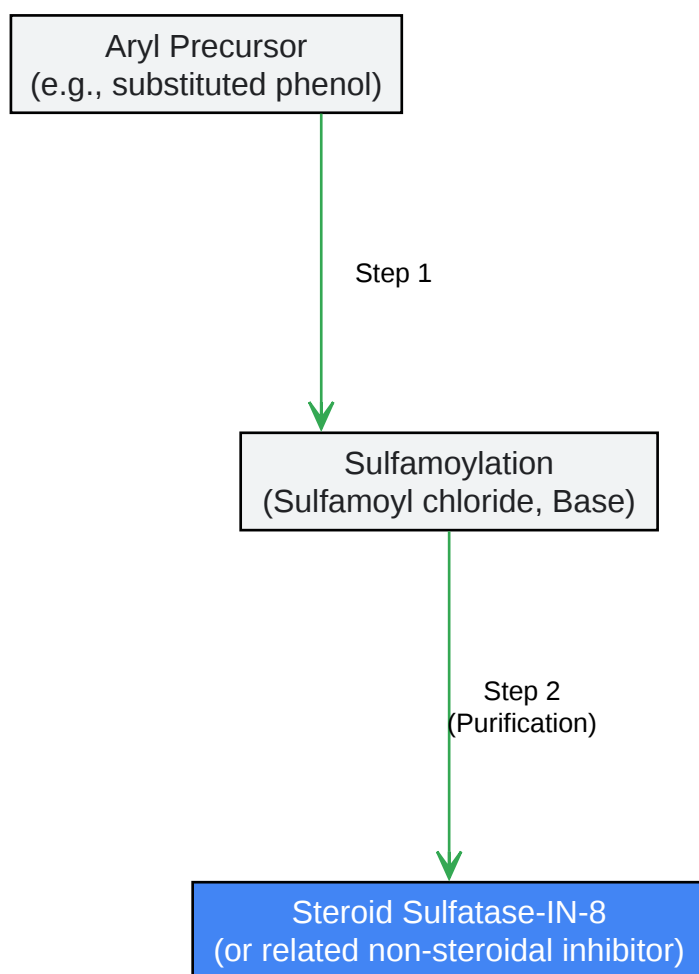 Aryl Precursor
(e.g., substituted phenol)
Step 1
Sulfamoylation
(Sulfamoyl chloride, Base)
Step 2
(Purification)
Steroid Sulfatase-IN-8
(or related non-steroidal inhibitor)